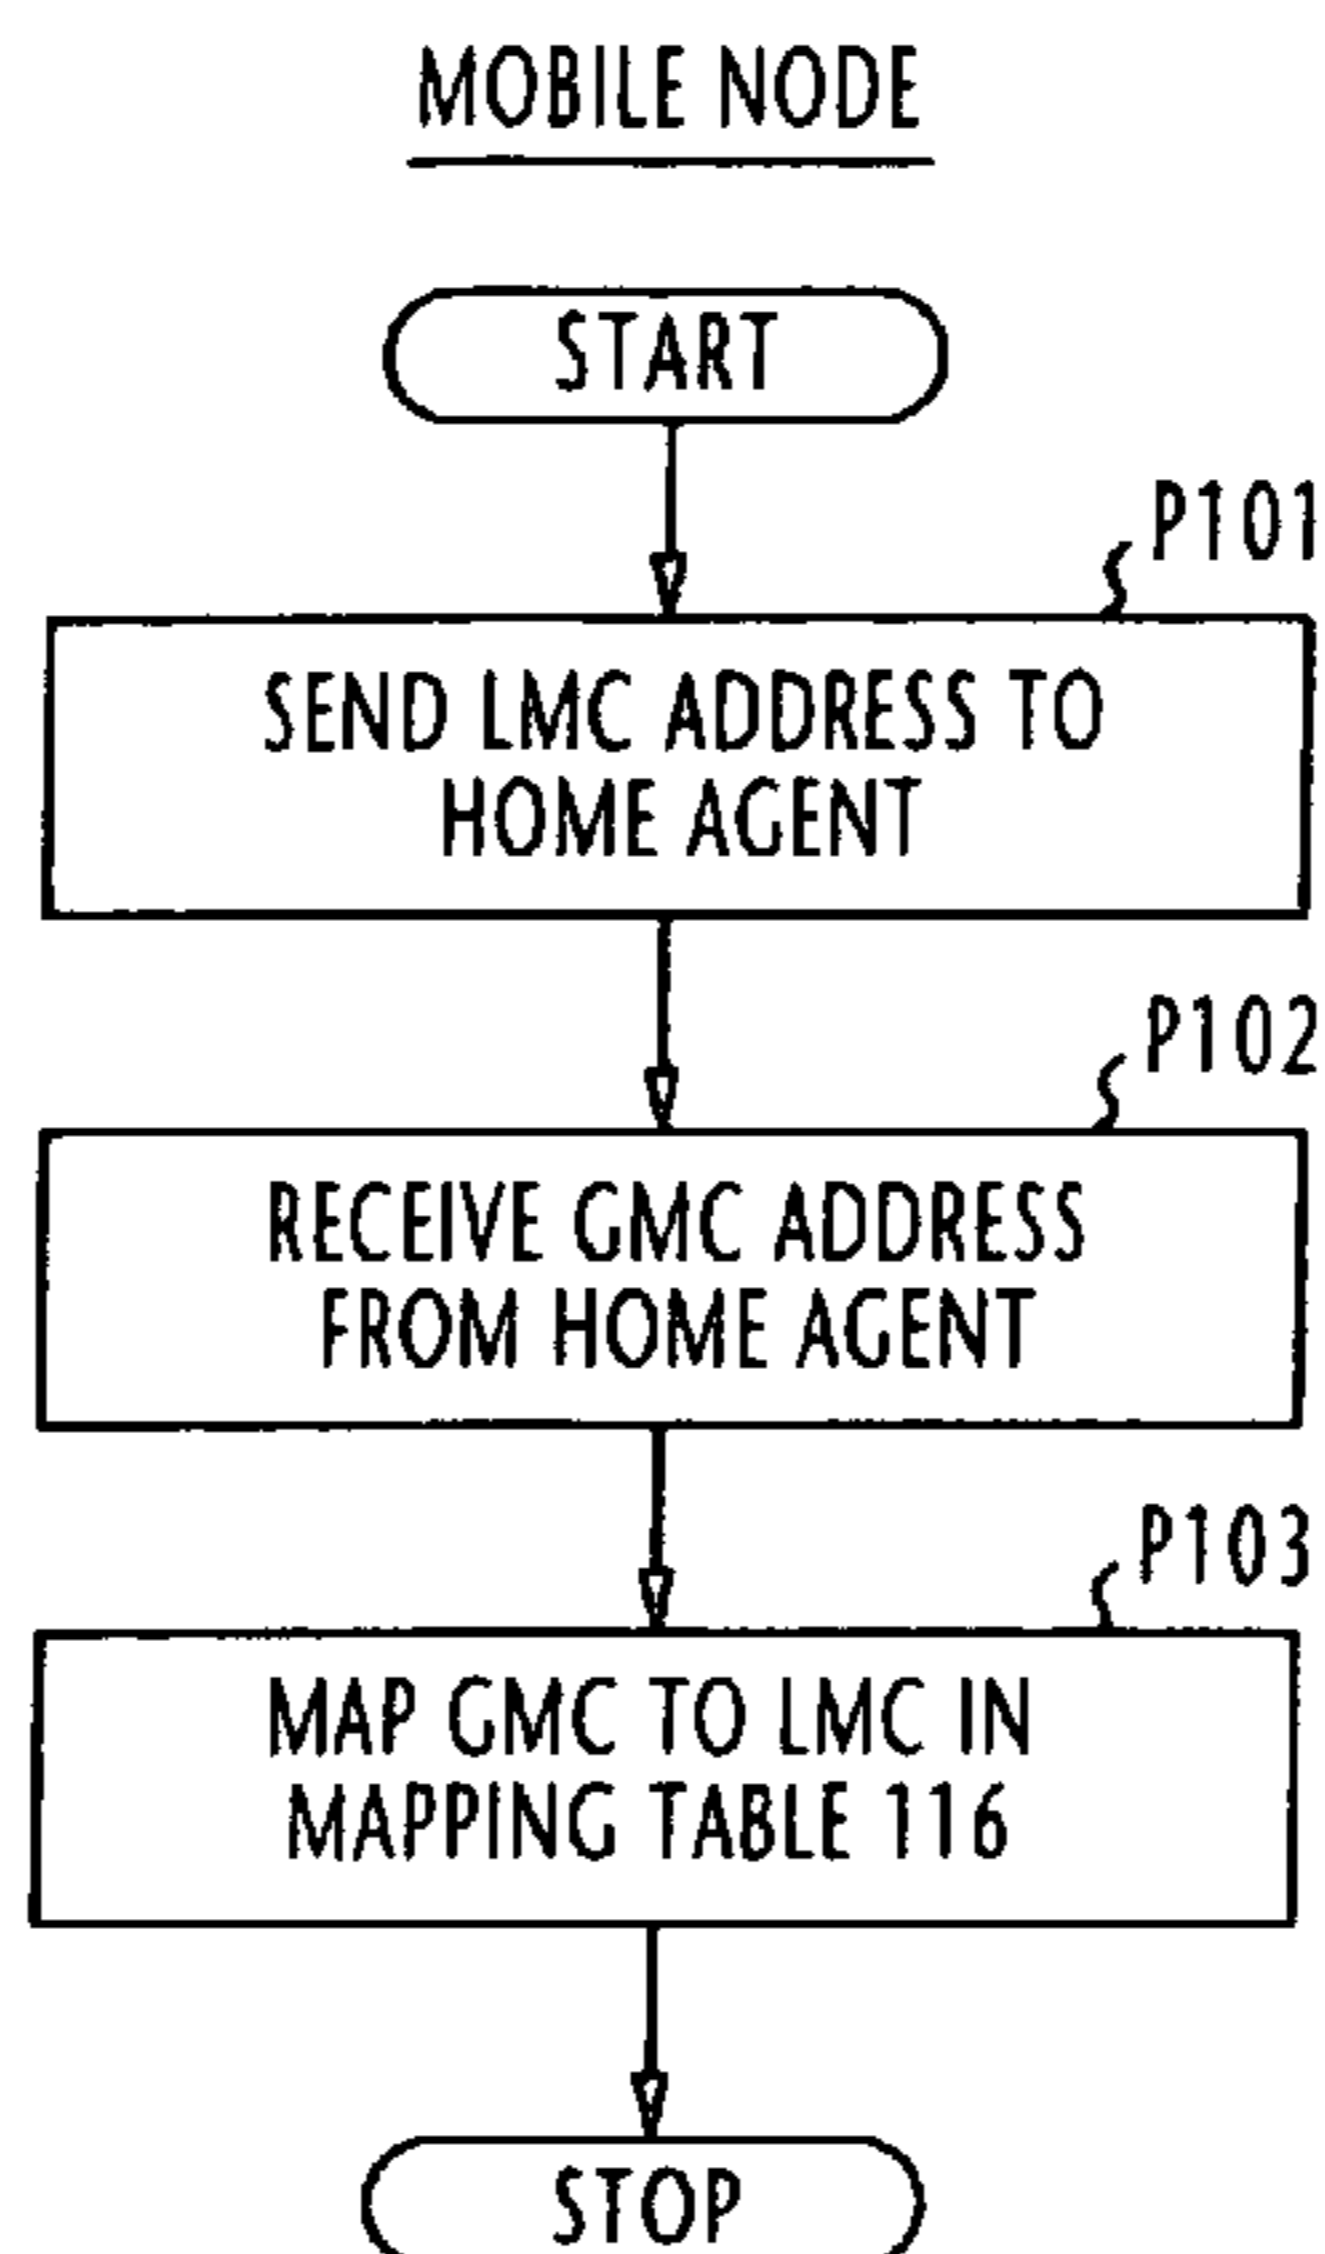 MOBILE NODE
START
P101
SEND LMC ADDRESS TO
HOME AGENT
P102
RECEIVE GMC ADDRESS
FROM HOME AGENT
P103
MAP GMC TO LMC IN
MAPPING TABLE 116
STOP